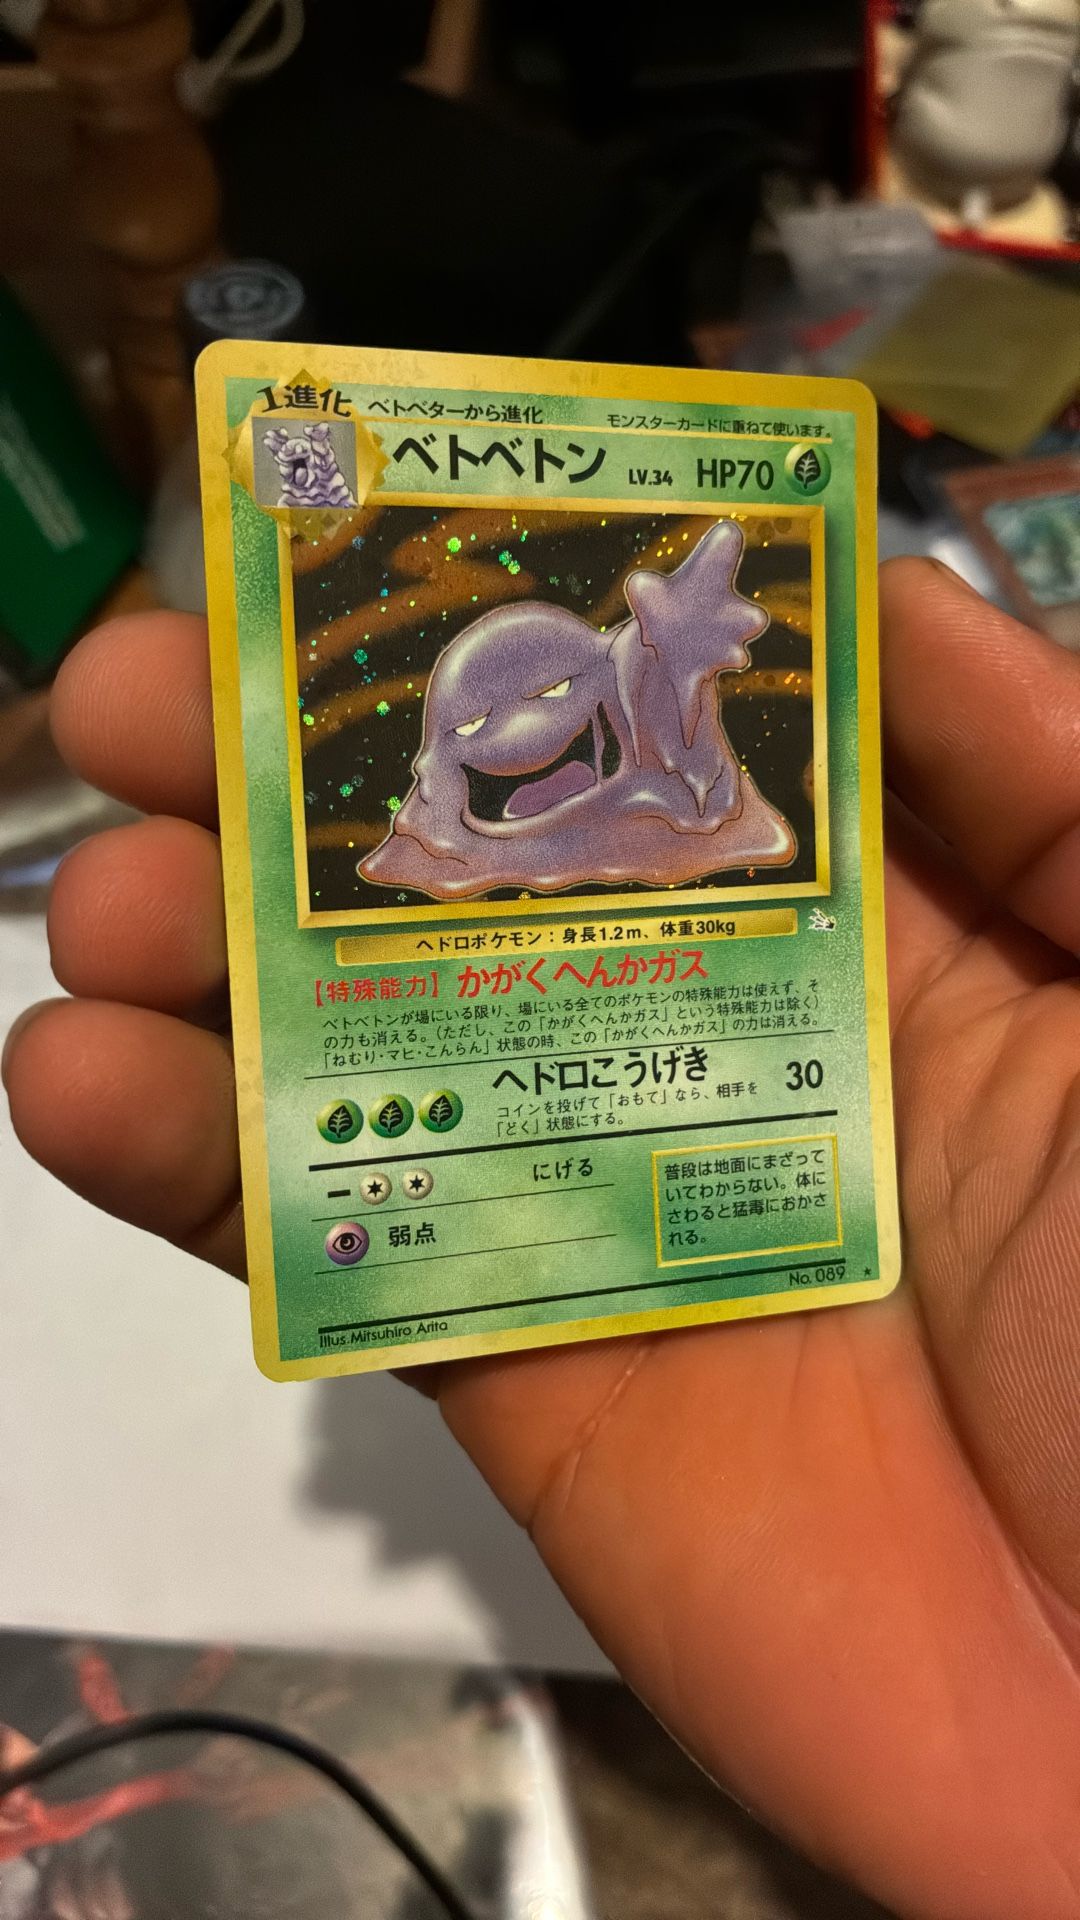 1進化
ベトベターから進化
モンスターカードに重ねて使います。
ベトベトン LV.34 HP70
ヘドロポケモン：身長1.2m、体重30kg
【特殊能力】かがくへんかガス
ベトベトンが場にいる限り、場にいる全てのポケモンの特殊能力は使えず、そ
の力も消える。（ただし、この「かがくへんかガス」という特殊能力は除く）
「ねむり・マヒ・こんらん」状態の時、この「かがくへんかガス」の力は消える。
ヘドロこうげき 30
コインを投げて「おもて」なら、相手を
「どく」状態にする。
ー にげる
弱点
普段は地面にまざって
いてわからない。体に
さわると猛毒におかさ
れる。
No. 089 ★
Illus. Mitsuhiro Arita